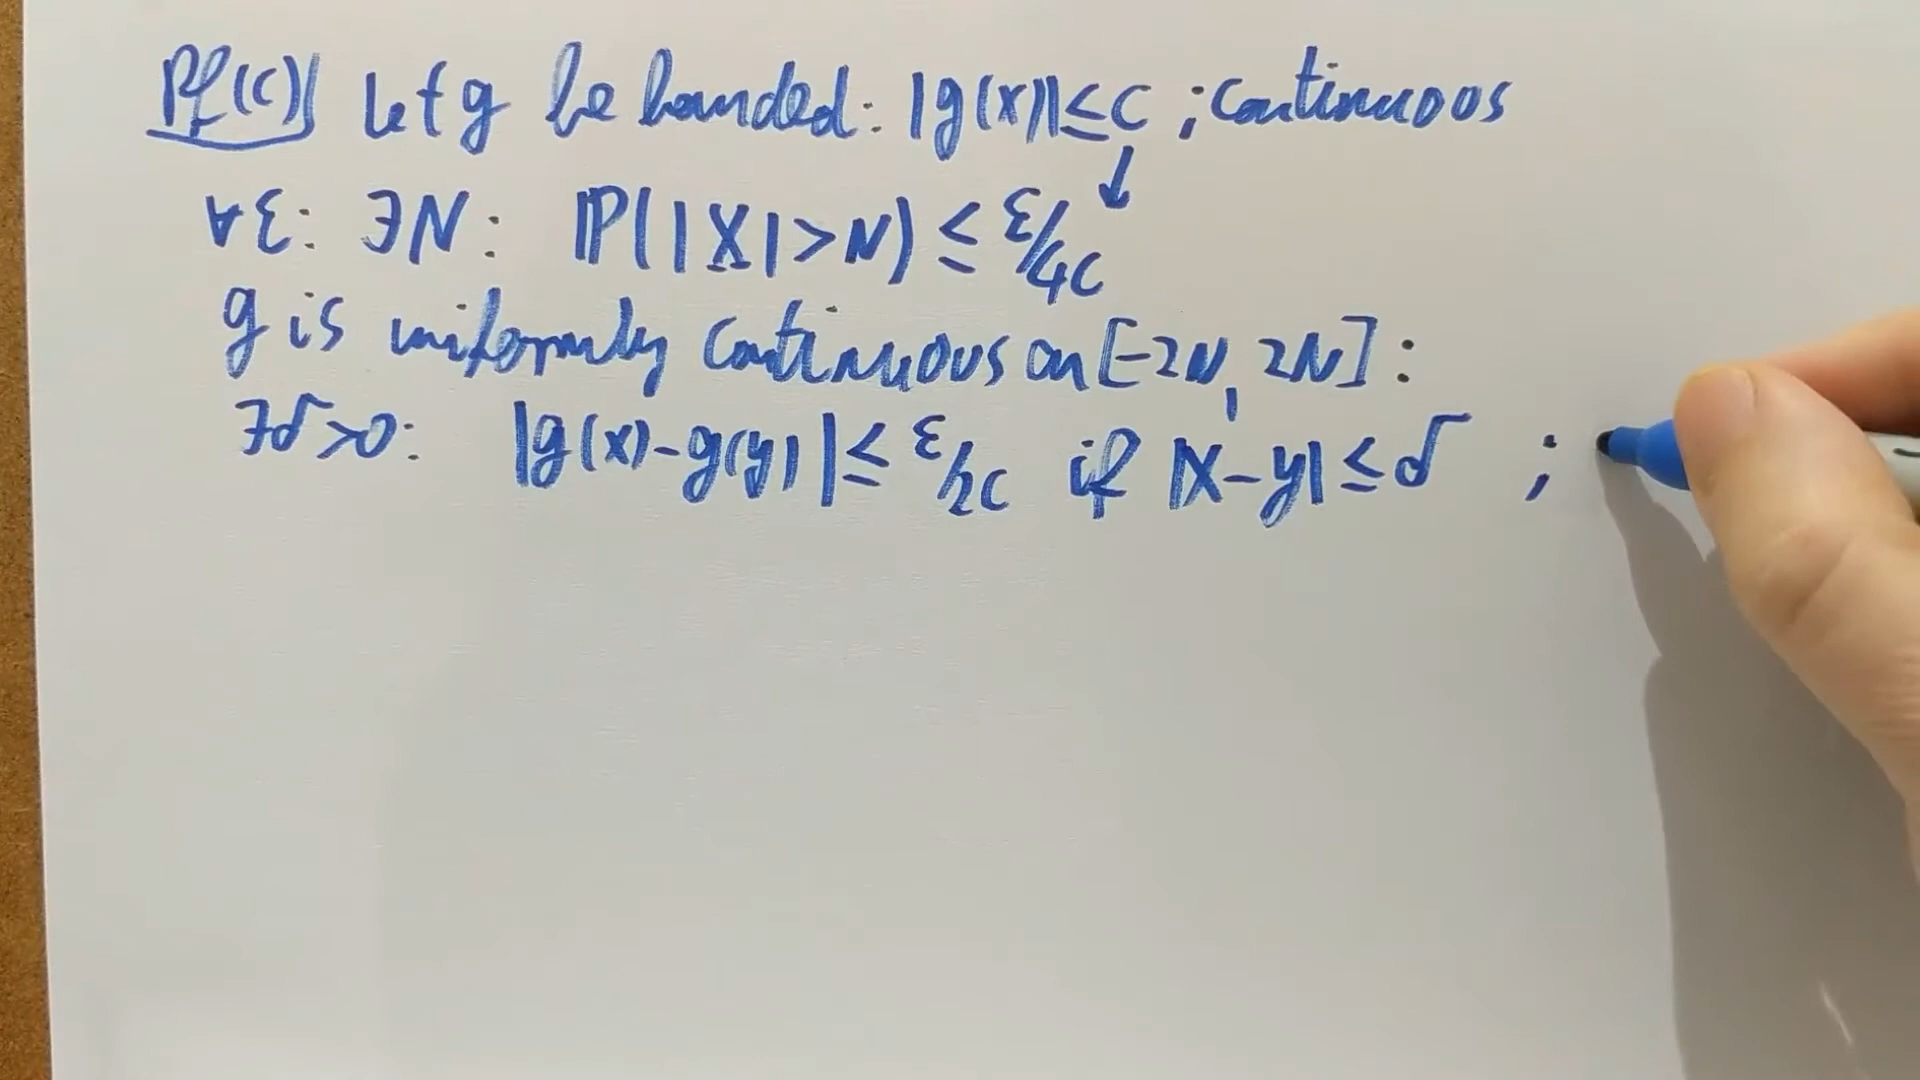 Pf(c) Let g be bounded: |g(x)| ≤ C ; continuous
∀ε: ∃N: ℙ(|X|>N) ≤ ε/4C
g is uniformly continuous on [-2N, 2N]:
∃δ>0: |g(x)-g(y)| ≤ ε/2C if |x-y| ≤ δ ;